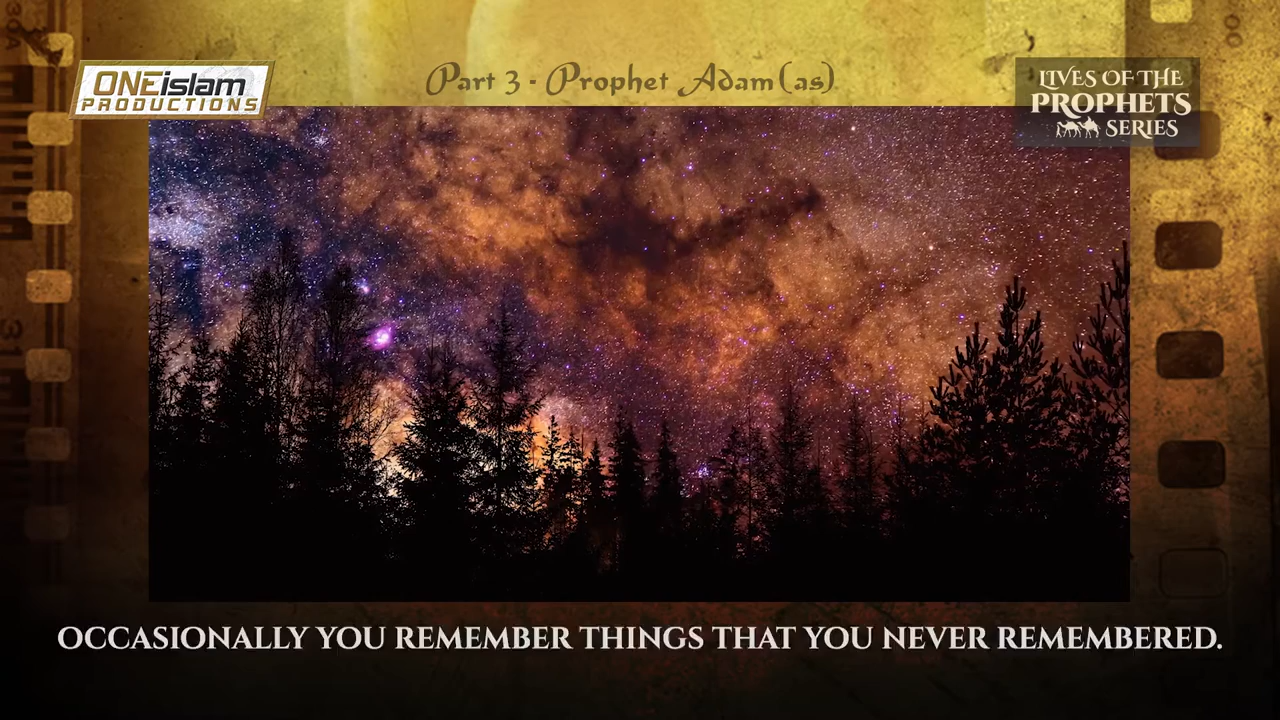 ONEislam
PRODUCTIONS
Part 3 - Prophet Adam (as)
LIVES OF THE
PROPHETS
SERIES
OCCASIONALLY YOU REMEMBER THINGS THAT YOU NEVER REMEMBERED.